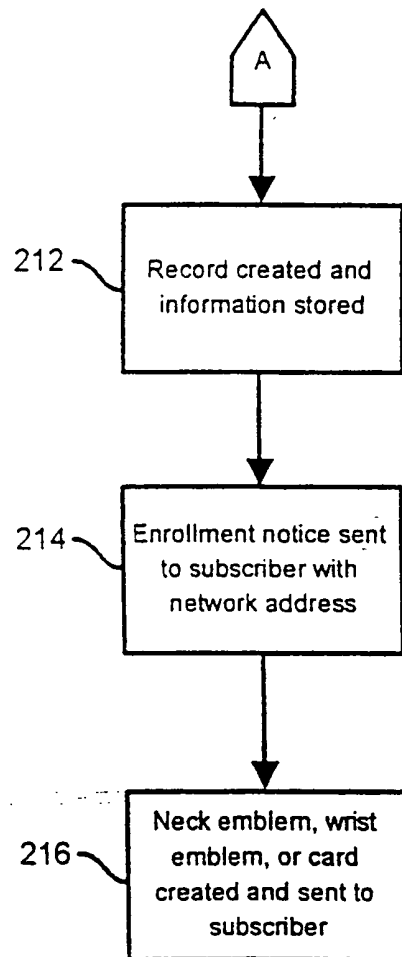 A
212
Record created and
information stored
214
Enrollment notice sent
to subscriber with
network address
216
Neck emblem, wrist
emblem, or card
created and sent to
subscriber